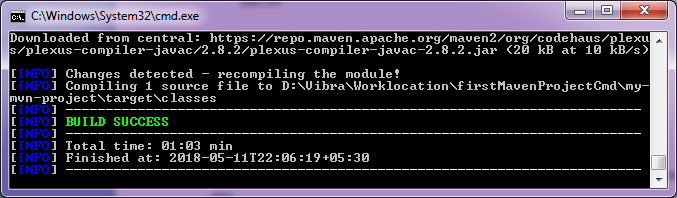 C:\Windows\System32\cmd.exe
Downloaded from central: https://repo.maven.apache.org/maven2/org/codehaus/plexu
s/plexus-compiler-javac/2.8.2/plexus-compiler-javac-2.8.2.jar (20 kB at 10 kB/s)
[INFO] Changes detected - recompiling the module!
[INFO] Compiling 1 source file to D:\Vibra\Worklocation\firstMavenProjectCmd\my-
mvn-project\target\classes
[INFO] ------------------------------------------------------------------------
[INFO] BUILD SUCCESS
[INFO] ------------------------------------------------------------------------
[INFO] Total time: 01:03 min
[INFO] Finished at: 2018-05-11T22:06:19+05:30
[INFO] ------------------------------------------------------------------------